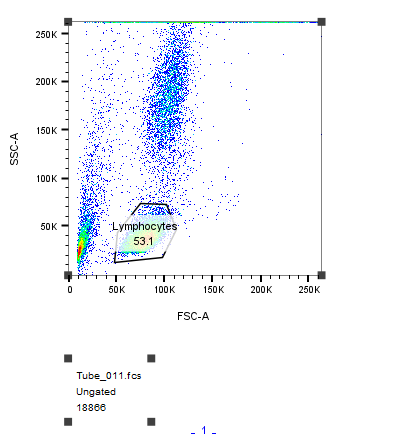 250K
200K
150K
100K
50K
SSC-A
Lymphocytes
53.1
0 50K 100K 150K 200K 250K
FSC-A
Tube_011.fcs
Ungated
18866
- 1 -